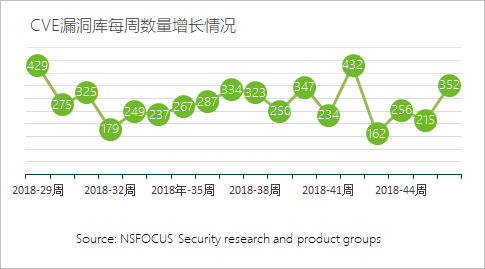 CVE漏洞库每周数量增长情况
429 275 325 179 249 237 267 287 334 323 250 347 234 432 162 256 215 352
2018-29周 2018-32周 2018年-35周 2018-38周 2018-41周 2018-44周
Source: NSFOCUS Security research and product groups